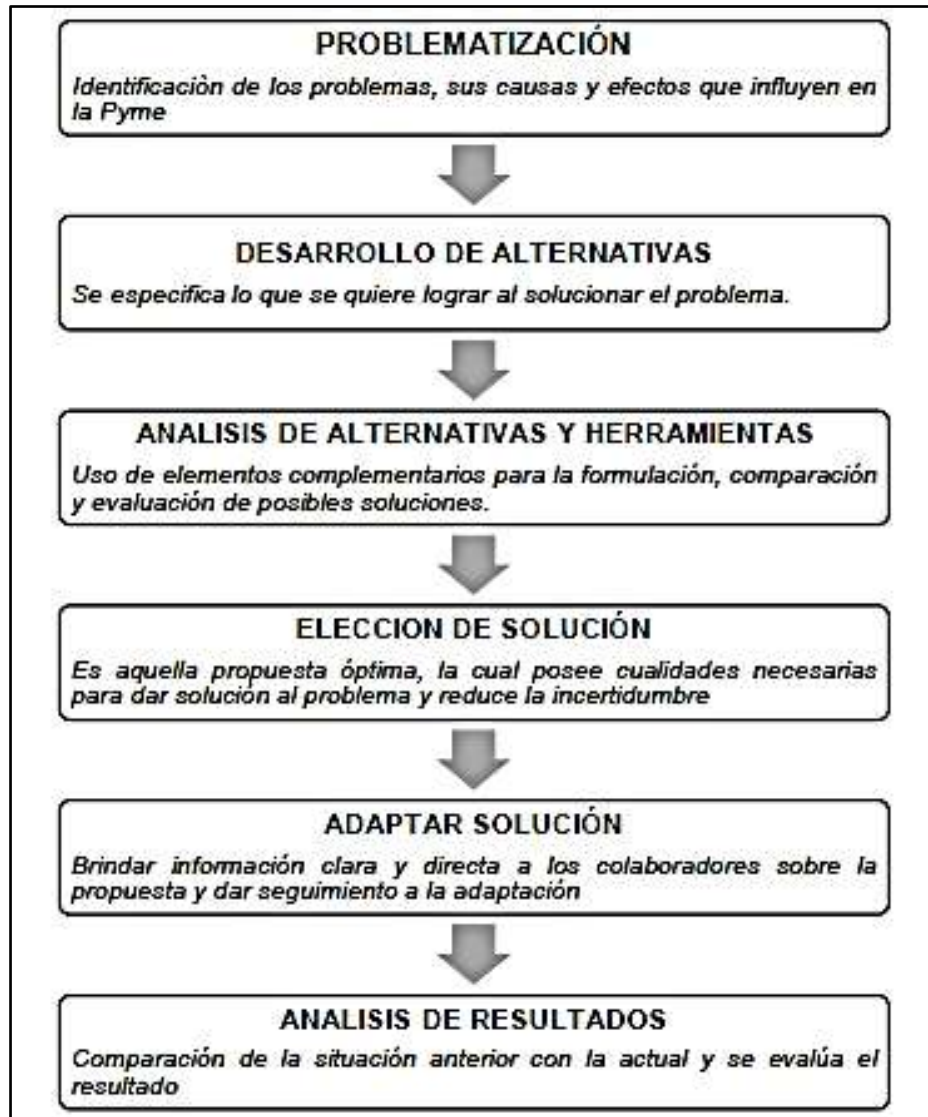 PROBLEMATIZACIÓN
Identificaciòn de los problemas, sus causas y efectos que influyen en
la Pyme
DESARROLLO DE ALTERNATIVAS
Se especifica lo que se quiere lograr al solucionar el problema.
ANALISIS DE ALTERNATIVAS Y HERRAMIENTAS
Uso de elementos complementarios para la formulación, comparación
y evaluación de posibles soluciones.
ELECCION DE SOLUCIÓN
Es aquella propuesta óptima, la cual posee cualidades necesarias
para dar solución al problema y reduce la incertidumbre
ADAPTAR SOLUCIÓN
Brindar información clara y directa a los colaboradores sobre la
propuesta y dar seguimiento a la adaptación
ANALISIS DE RESULTADOS
Comparación de la situación anterior con la actual y se evalúa el
resultado